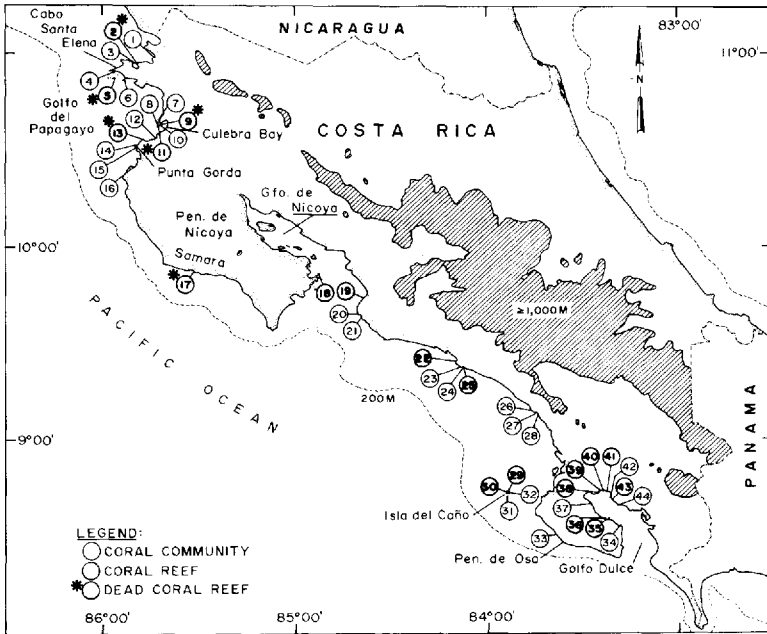 NICARAGUA
83°00'
11°00'
Cabo
Santa
Elena
2
1
3
4
5
6
8
7
Golfo
del
Papagayo
12
9
13
10
Culebra Bay
14
11
15
Punta Gorda
16
COSTA RICA
N
Gfo. de
Nicoya
Pen. de
Nicoya
10°00'
Samara
17
18
19
20
21
≥1,000M
PACIFIC OCEAN
200M
22
23
24
25
26
27
28
9°00'
PANAMA
29
30
31
32
Isla del Caño
40
41
42
39
38
43
44
37
36
35
34
33
Pen. de Osa
Golfo Dulce
LEGEND:
CORAL COMMUNITY
CORAL REEF
* DEAD CORAL REEF
86°00'
85°00'
84°00'